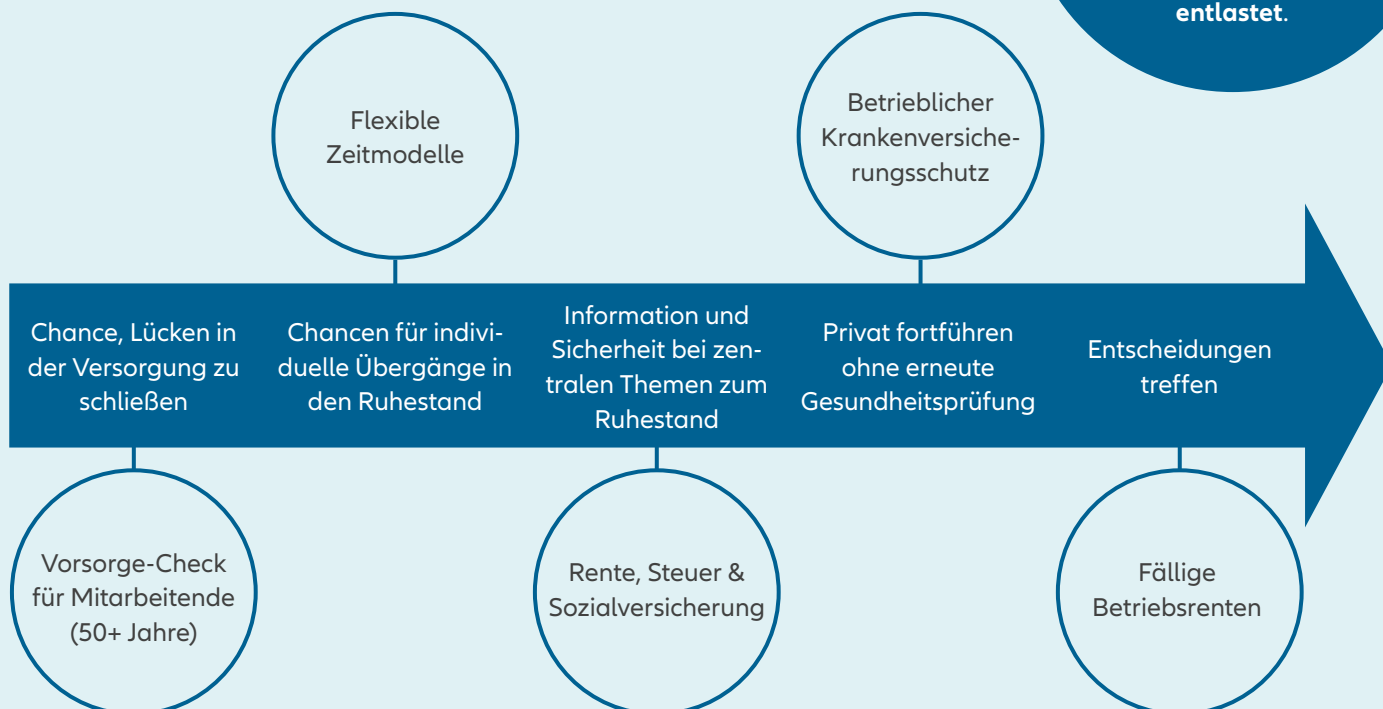 entlastet.
Flexible
Zeitmodelle
Betrieblicher
Krankenversiche-
rungsschutz
Chance, Lücken in
der Versorgung zu
schließen
Chancen für indivi-
duelle Übergänge in
den Ruhestand
Information und
Sicherheit bei zen-
tralen Themen zum
Ruhestand
Privat fortführen
ohne erneute
Gesundheitsprüfung
Entscheidungen
treffen
Vorsorge-Check
für Mitarbeitende
(50+ Jahre)
Rente, Steuer &
Sozialversicherung
Fällige
Betriebsrenten